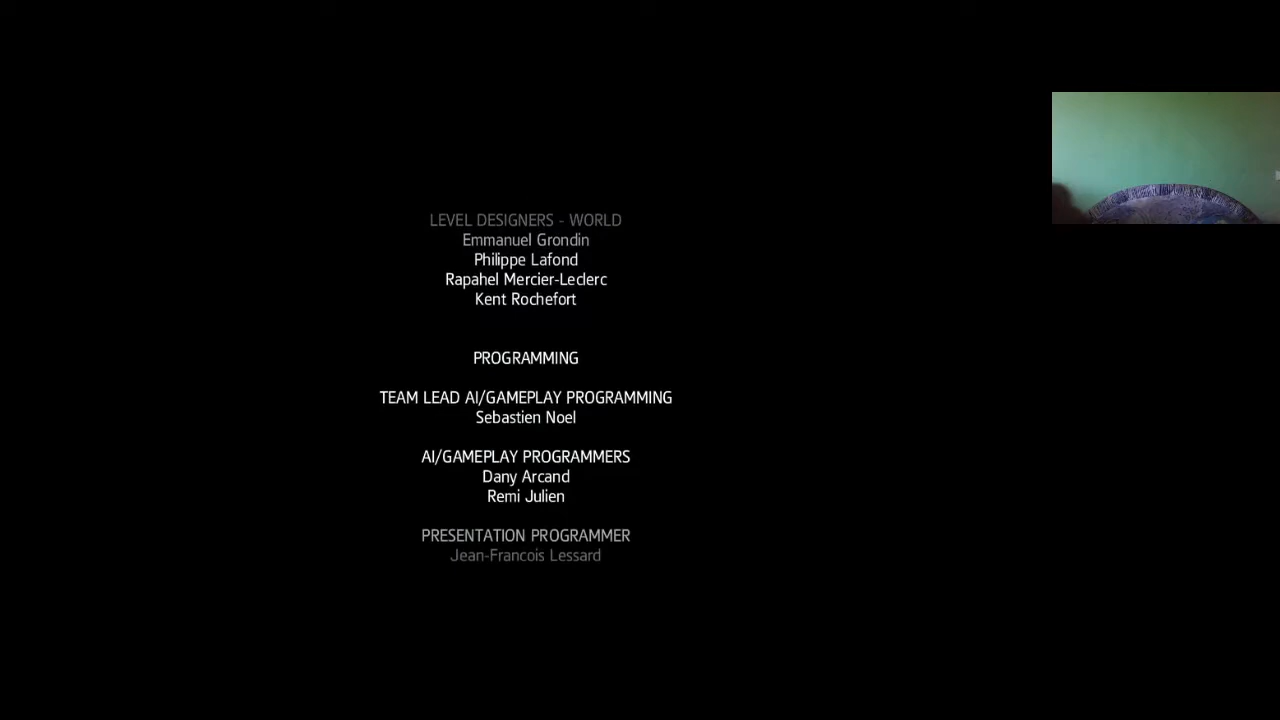 LEVEL DESIGNERS - WORLD
Emmanuel Grondin
Philippe Lafond
Rapahel Mercier-Leclerc
Kent Rochefort
PROGRAMMING
TEAM LEAD AI/GAMEPLAY PROGRAMMING
Sebastien Noel
AI/GAMEPLAY PROGRAMMERS
Dany Arcand
Remi Julien
PRESENTATION PROGRAMMER
Jean-Francois Lessard